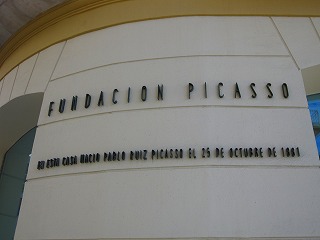 FUNDACION PICASSO
EN ESTA CASA NACIO PABLO RUIZ PICASSO EL 25 DE OCTUBRE DE 1881